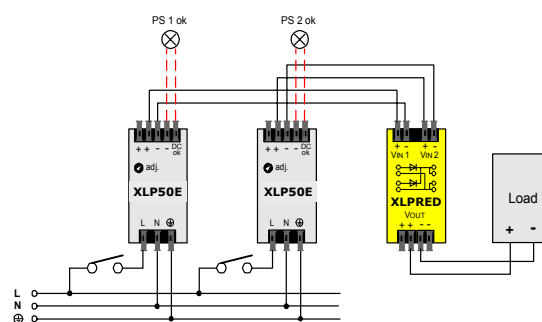 PS 1 ok
PS 2 ok
+ + - - DC ok
adj.
XLP50E
L N ⏚
+ + - - DC ok
adj.
XLP50E
L N ⏚
+ - + -
VIN 1 VIN 2
XLPRED
VOUT
+ + - -
Load
+ -
L
N
⏚